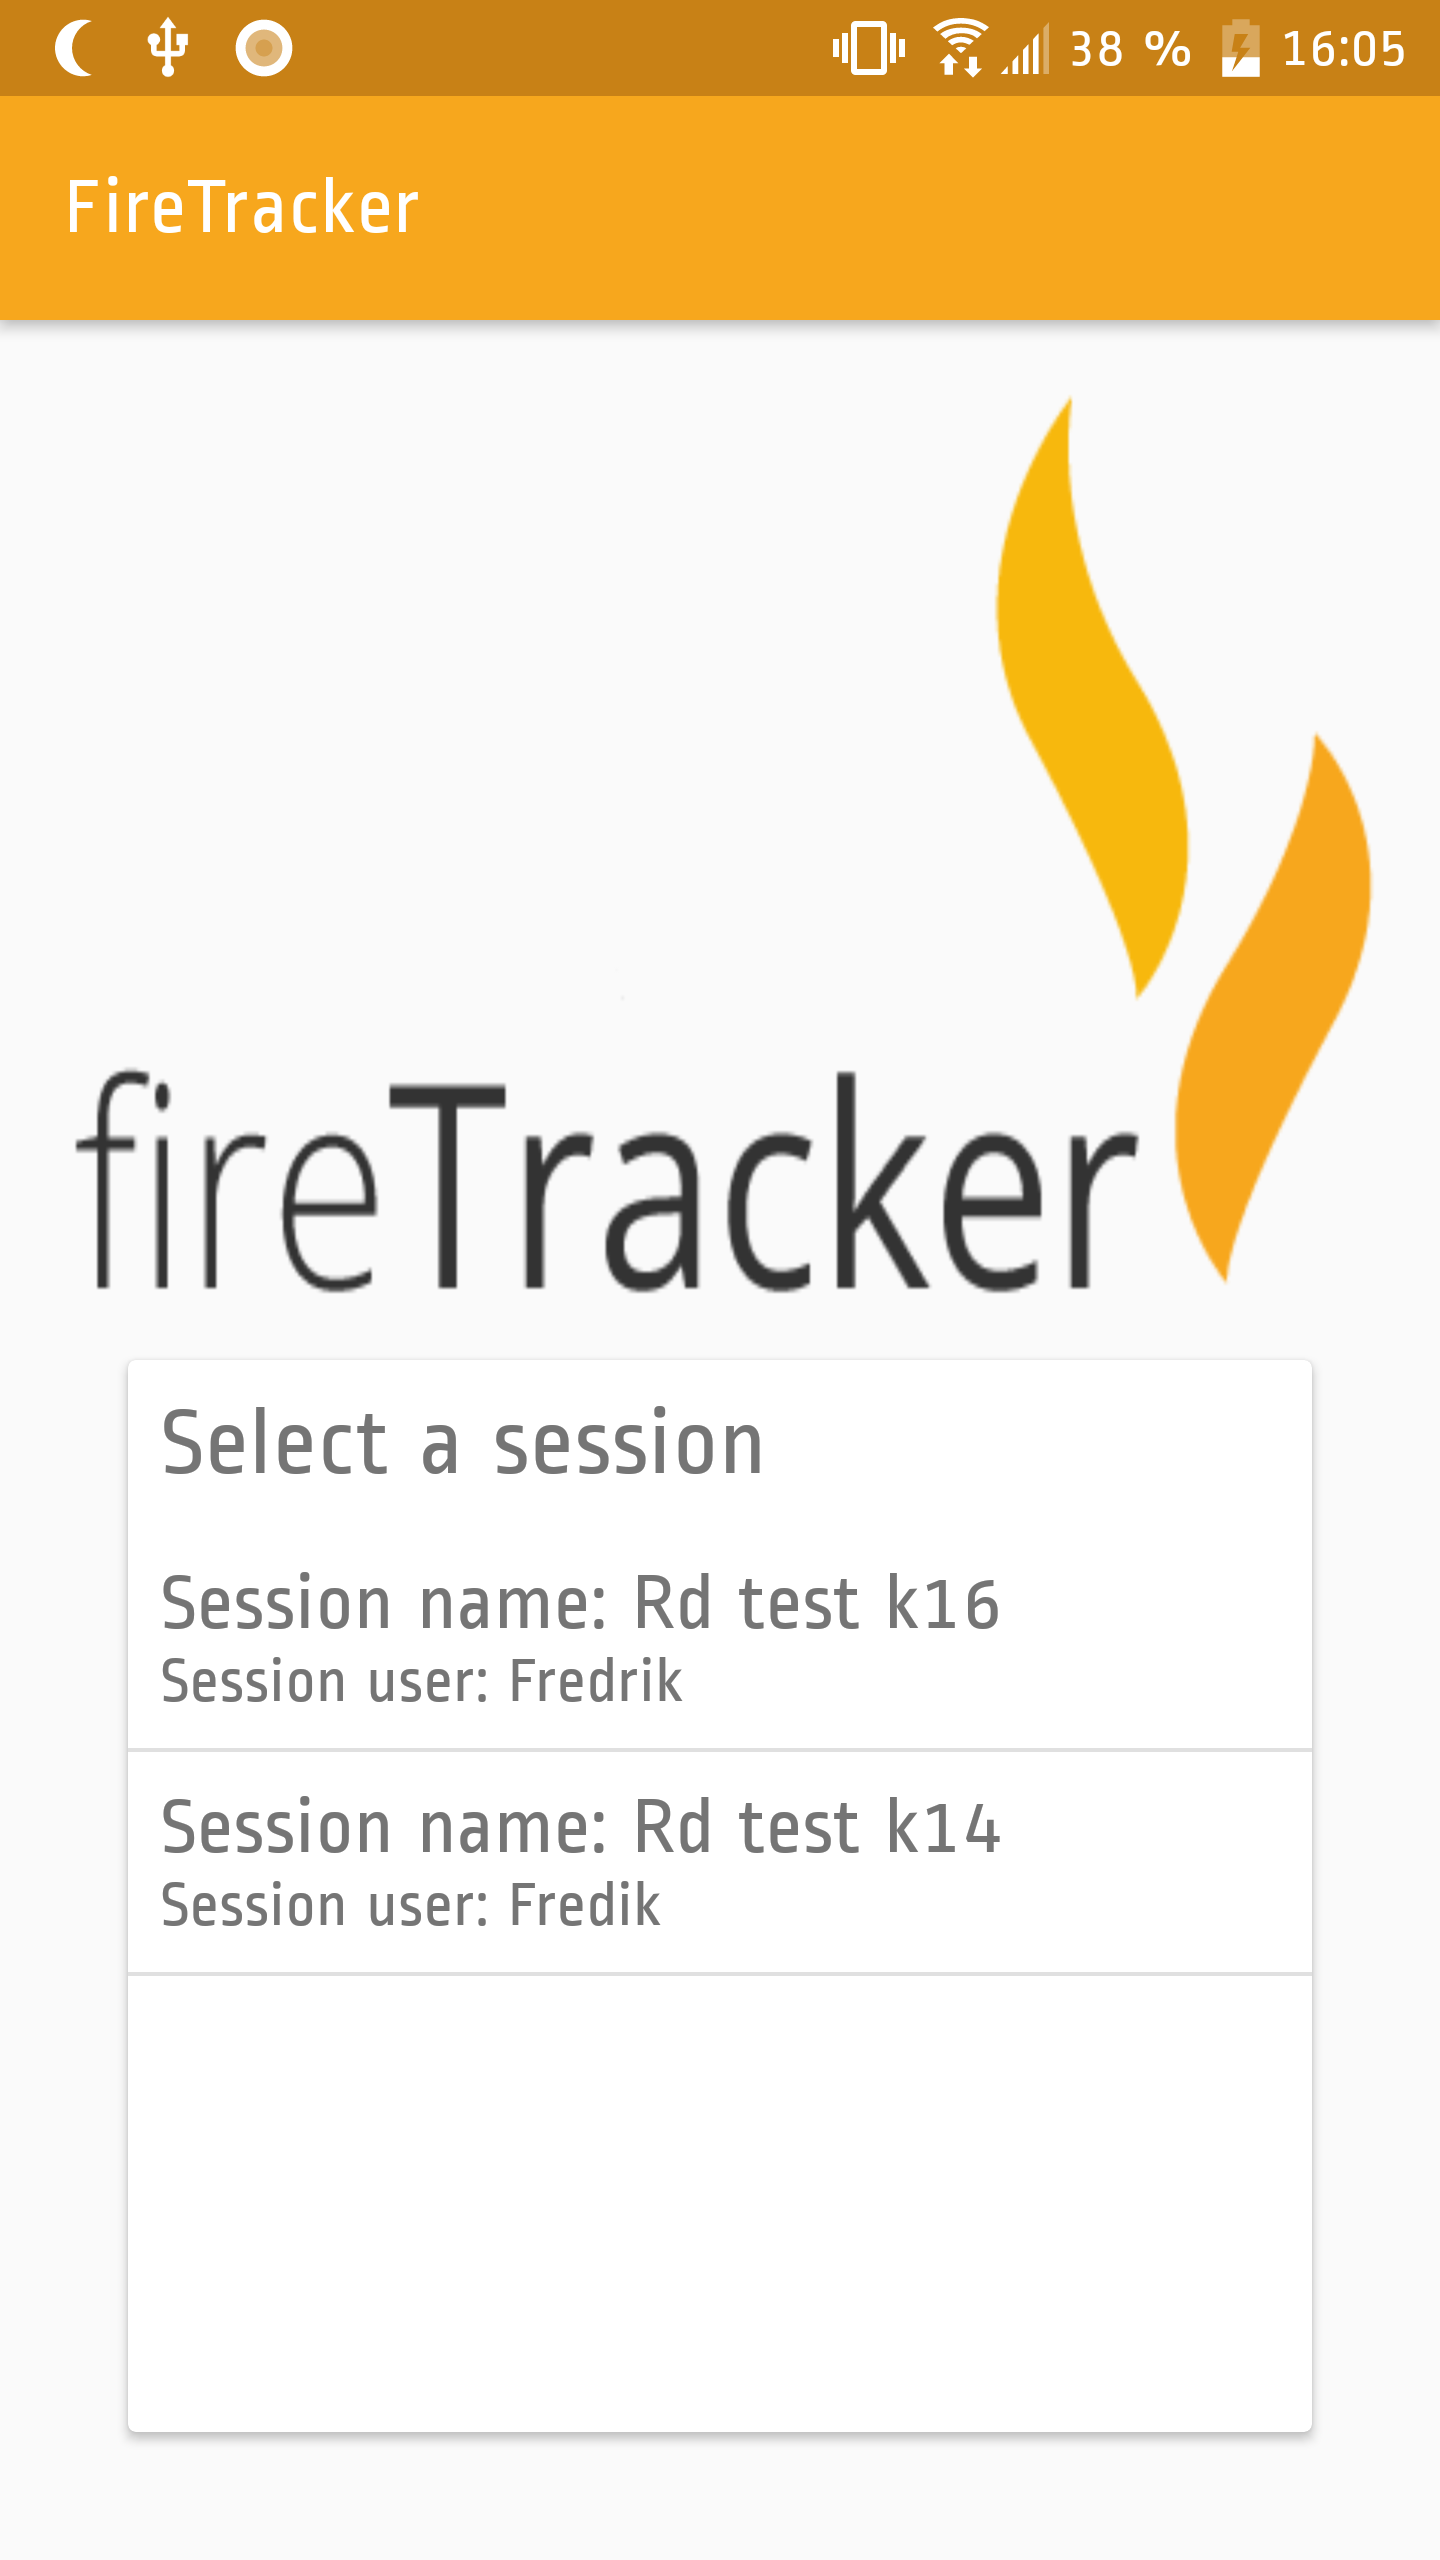 38 % 16:05
FireTracker
fireTracker
Select a session
Session name: Rd test k16
Session user: Fredrik
Session name: Rd test k14
Session user: Fredik